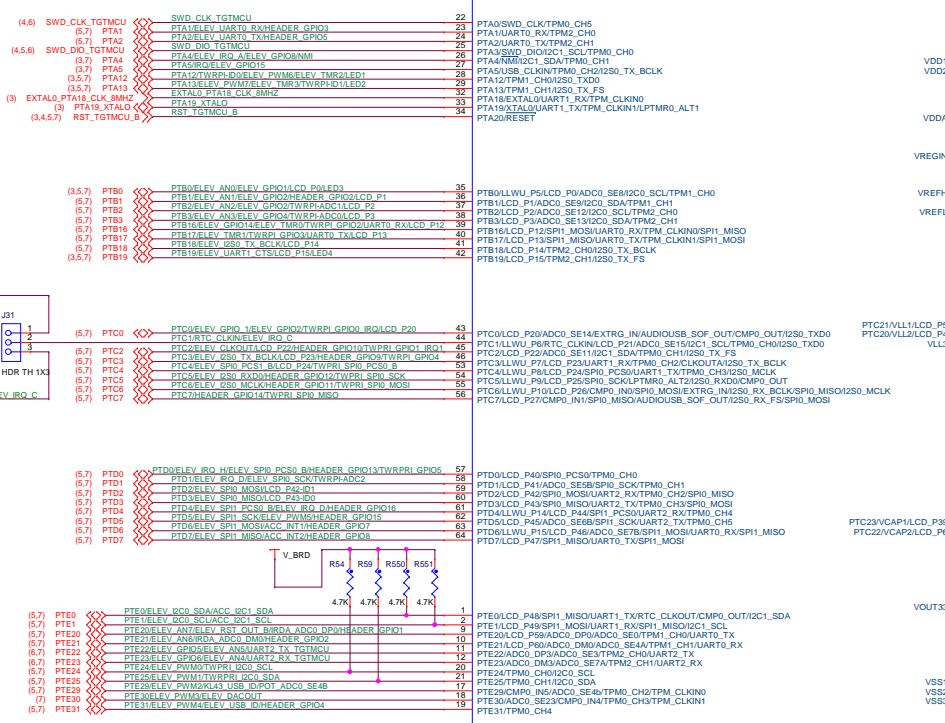 (4,6) SWD_CLK_TGTMCU SWD_CLK_TGTMCU 22 PTA0/SWD_CLK/TPM0_CH5
(5,7) PTA1 PTA1/ELEV_UART0_RX/HEADER_GPIO3 23 PTA1/UART0_RX/TPM2_CH0
(5,7) PTA2 PTA2/ELEV_UART0_TX/HEADER_GPIO5 24 PTA2/UART0_TX/TPM2_CH1
(4,5,6) SWD_DIO_TGTMCU SWD_DIO_TGTMCU 25 PTA3/SWD_DIO/I2C1_SCL/TPM0_CH0
(3,7) PTA4 PTA4/ELEV_IRQ_A/ELEV_GPIO8/NMI 26 PTA4/NMI/I2C1_SDA/TPM0_CH1 VDD1
(5,7) PTA5 PTA5/IRQ/ELEV_GPIO15 27 PTA5/USB_CLKIN/TPM0_CH2/I2S0_TX_BCLK VDD2
(3,5,7) PTA12 PTA12/TWRPI-ID0/ELEV_PWM6/ELEV_TMR2/LED1 28 PTA12/TPM1_CH0/I2S0_TXD0
(3,5) PTA13 PTA13/ELEV_PWM7/ELEV_TMR3/TWRPI-ID1/LED2 29 PTA13/TPM1_CH1/I2S0_TX_FS
(3) EXTAL0_PTA18_CLK_8MHZ EXTAL0_PTA18_CLK_8MHZ 32 PTA18/EXTAL0/UART1_RX/TPM_CLKIN0
(3) PTA19_XTALO PTA19_XTALO 33 PTA19/XTAL0/UART1_TX/TPM_CLKIN1/LPTMR0_ALT1
(3,4,5,7) RST_TGTMCU_B RST_TGTMCU_B 34 PTA20/RESET VDDA
VREGIN
(3,5,7) PTB0 PTB0/ELEV_AN0/ELEV_GPIO1/LCD_P0/LED3 35 PTB0/LLWU_P5/LCD_P0/ADC0_SE8/I2C0_SCL/TPM1_CH0 VREFH
(5,7) PTB1 PTB1/ELEV_AN1/ELEV_GPIO2/HEADER_GPIO2/LCD_P1 36 PTB1/LCD_P1/ADC0_SE9/I2C0_SDA/TPM1_CH1
(5,7) PTB2 PTB2/ELEV_AN2/ELEV_GPIO7/TWRPI-ADC1/LCD_P2 37 PTB2/LCD_P2/ADC0_SE12/I2C0_SCL/TPM2_CH0 VREFL
(5,7) PTB3 PTB3/ELEV_AN3/ELEV_GPIO4/TWRPI-ADC0/LCD_P3 38 PTB3/LCD_P3/ADC0_SE13/I2C0_SDA/TPM2_CH1
(5,7) PTB16 PTB16/ELEV_GPIO14/ELEV_TMR0/TWRPI_GPIO2/UART0_RX/LCD_P12 39 PTB16/LCD_P12/SPI1_MOSI/UART0_RX/TPM_CLKIN0/SPI1_MISO
(5,7) PTB17 PTB17/ELEV_TMR1/TWRPI_GPIO3/UART0_TX/LCD_P13 40 PTB17/LCD_P13/SPI1_MISO/UART0_TX/TPM_CLKIN1/SPI1_MOSI
(5,7) PTB18 PTB18/ELEV_I2S0_TX_BCLK/LCD_P14 41 PTB18/LCD_P14/TPM2_CH0/I2S0_TX_BCLK
(3,5,7) PTB19 PTB19/ELEV_UART1_CTS/LCD_P15/LED4 42 PTB19/LCD_P15/TPM2_CH1/I2S0_TX_FS
J31
PTC21/VLL1/LCD_P5
(5,7) PTC0 PTC0/ELEV_GPIO_1/ELEV_GPIO2/TWRPI_GPIO0_IRQ/LCD_P20 43 PTC0/LCD_P20/ADC0_SE14/EXTRG_IN/AUDIOUSB_SOF_OUT/CMP0_OUT/I2S0_TXD0 PTC20/VLL2/LCD_P4
1
2 PTC1/RTC_CLKIN/ELEV_IRQ_C 44 PTC1/LLWU_P6/RTC_CLKIN/LCD_P21/ADC0_SE15/I2C1_SCL/TPM0_CH0/I2S0_TXD0 VLL3
3 (5,7) PTC2 PTC2/ELEV_CLKOUT/LCD_P22/HEADER_GPIO10/TWRPI_GPIO1_IRQ1 45 PTC2/LCD_P22/ADC0_SE11/I2C1_SDA/TPM0_CH1/I2S0_TX_FS
(5,7) PTC3 PTC3/ELEV_I2S0_TX_BCLK/LCD_P23/HEADER_GPIO9/TWRPI_GPIO4 46 PTC3/LLWU_P7/LCD_P23/UART1_RX/TPM0_CH2/CLKOUTA/I2S0_TX_BCLK
HDR TH 1X3 (5,7) PTC4 PTC4/ELEV_SPI0_PCS1_B/LCD_P24/TWRPI_SPI0_PCS0_B 53 PTC4/LLWU_P8/LCD_P24/SPI0_PCS0/UART1_TX/TPM0_CH3/I2S0_MCLK
(5,7) PTC5 PTC5/ELEV_I2S0_RXD0/HEADER_GPIO12/TWRPI_SPI0_SCK 54 PTC5/LLWU_P9/LCD_P25/SPI0_SCK/LPTMR0_ALT2/I2S0_RXD0/CMP0_OUT
EV_IRQ_C (5,7) PTC6 PTC6/ELEV_I2S0_MCLK/HEADER_GPIO11/TWRPI_SPI0_MOSI 55 PTC6/LLWU_P10/LCD_P26/CMP0_IN0/SPI0_MOSI/EXTRG_IN/I2S0_RX_BCLK/SPI0_MISO/I2S0_MCLK
(5,7) PTC7 PTC7/HEADER_GPIO14/TWRPI_SPI0_MISO 56 PTC7/LCD_P27/CMP0_IN1/SPI0_MISO/AUDIOUSB_SOF_OUT/I2S0_RX_FS/SPI0_MOSI
(5,7) PTD0 PTD0/ELEV_IRQ_H/ELEV_SPI0_PCS0_B/HEADER_GPIO13/TWRPRI_GPIO5 57 PTD0/LCD_P40/SPI0_PCS0/TPM0_CH0
(5,7) PTD1 PTD1/ELEV_IRQ_D/ELEV_SPI0_SCK/TWRPI-ADC2 58 PTD1/LCD_P41/ADC0_SE5B/SPI0_SCK/TPM0_CH1
(5,7) PTD2 PTD2/ELEV_SPI0_MOSI/LCD_P42-ID1 59 PTD2/LCD_P42/SPI0_MOSI/UART2_RX/TPM0_CH2/SPI0_MISO
(5,7) PTD3 PTD3/ELEV_SPI0_MISO/LCD_P43-ID0 60 PTD3/LCD_P43/SPI0_MISO/UART2_TX/TPM0_CH3/SPI0_MOSI
(5,7) PTD4 PTD4/ELEV_SPI1_PCS0_B/ELEV_IRQ_D/HEADER_GPIO16 61 PTD4/LLWU_P14/LCD_P44/SPI1_PCS0/UART2_RX/TPM0_CH4
(5,7) PTD5 PTD5/ELEV_SPI1_SCK/ELEV_PWM5/HEADER_GPIO15 62 PTD5/LCD_P45/ADC0_SE6B/SPI1_SCK/UART2_TX/TPM0_CH5 PTC23/VCAP1/LCD_P39
(5,7) PTD6 PTD6/ELEV_SPI1_MOSI/ACC_INT1/HEADER_GPIO7 63 PTD6/LLWU_P15/LCD_P46/ADC0_SE7B/SPI1_MOSI/UART0_RX/SPI1_MISO PTC22/VCAP2/LCD_P6
(5,7) PTD7 PTD7/ELEV_SPI1_MISO/ACC_INT2/HEADER_GPIO8 64 PTD7/LCD_P47/SPI1_MISO/UART0_TX/SPI1_MOSI
V_BRD
R54 R59 R550 R551
4.7K 4.7K 4.7K 4.7K
VOUT33
(5,7) PTE0 PTE0/ELEV_I2C0_SDA/ACC_I2C1_SDA 1 PTE0/LCD_P48/SPI1_MISO/UART1_TX/RTC_CLKOUT/CMP0_OUT/I2C1_SDA
(5,7) PTE1 PTE1/ELEV_I2C0_SCL/ACC_I2C1_SCL 2 PTE1/LCD_P49/SPI1_MOSI/UART1_RX/SPI1_MISO/I2C1_SCL
(5,7) PTE20 PTE20/ELEV_AN7/ELEV_RST_OUT_B/IRDA_ADC0_DP0/HEADER_GPIO1 9 PTE20/LCD_P59/ADC0_DP0/ADC0_SE0/TPM1_CH0/UART0_TX
(5,7) PTE21 PTE21/ELEV_AN6/IRDA_ADC0_DM0/HEADER_GPIO2 10 PTE21/LCD_P60/ADC0_DM0/ADC0_SE4A/TPM1_CH1/UART0_RX
(6,7) PTE22 PTE22/ELEV_GPIO5/ELEV_AN5/UART2_TX_TGTMCU 11 PTE22/ADC0_DP3/ADC0_SE3/TPM2_CH0/UART2_TX
(6,7) PTE23 PTE23/ELEV_GPIO6/ELEV_AN4/UART2_RX_TGTMCU 12 PTE23/ADC0_DM3/ADC0_SE7A/TPM2_CH1/UART2_RX
(5,7) PTE24 PTE24/ELEV_PWM0/TWPRI_I2C0_SCL 20 PTE24/TPM0_CH0/I2C0_SCL
(5,7) PTE25 PTE25/ELEV_PWM1/TWRPI_I2C0_SDA 21 PTE25/TPM0_CH1/I2C0_SDA VSS1
(5,7) PTE29 PTE29/ELEV_PWM2/KL43_USB_ID/POT_ADC0_SE4B 17 PTE29/CMP0_IN5/ADC0_SE4b/TPM0_CH2/TPM_CLKIN0 VSS2
(7) PTE30 PTE30ELEV_PWM3/ELEV_DACOUT 18 PTE30/ADC0_SE23/CMP0_IN4/TPM0_CH3/TPM_CLKIN1 VSS3
(5,7) PTE31 PTE31/ELEV_PWM4/ELEV_USB_ID/HEADER_GPIO4 19 PTE31/TPM0_CH4